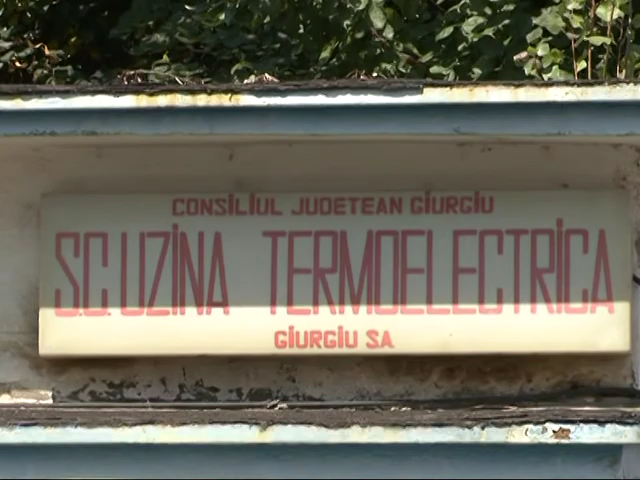 CONSILIUL JUDETEAN GIURGIU
S.C. UZINA TERMOELECTRICA
GIURGIU SA